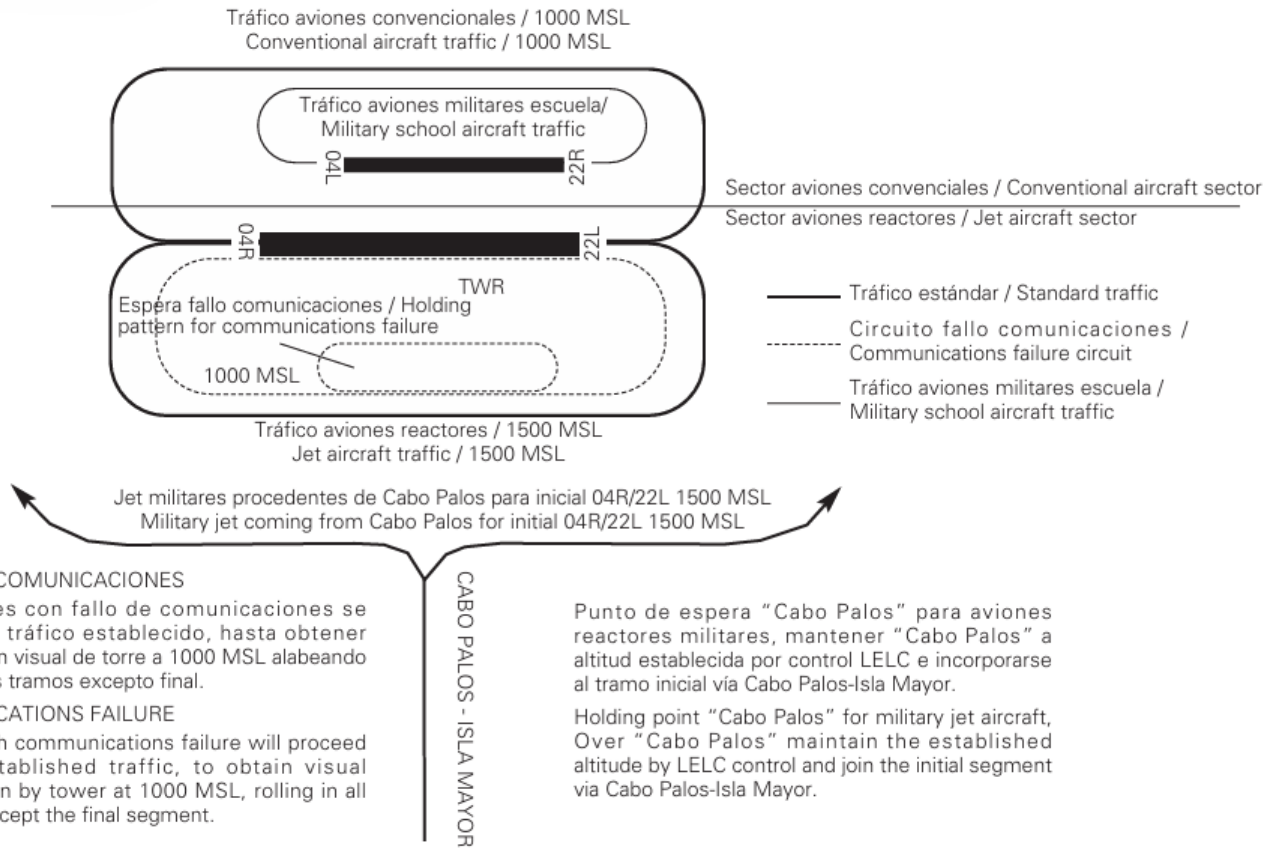 Tráfico aviones convencionales / 1000 MSL
Conventional aircraft traffic / 1000 MSL
Tráfico aviones militares escuela/
Military school aircraft traffic
04L
22R
Sector aviones convenciales / Conventional aircraft sector
Sector aviones reactores / Jet aircraft sector
04R
22L
TWR
Espera fallo comunicaciones / Holding
pattern for communications failure
1000 MSL
Tráfico estándar / Standard traffic
Circuito fallo comunicaciones /
Communications failure circuit
Tráfico aviones militares escuela /
Military school aircraft traffic
Tráfico aviones reactores / 1500 MSL
Jet aircraft traffic / 1500 MSL
Jet militares procedentes de Cabo Palos para inicial 04R/22L 1500 MSL
Military jet coming from Cabo Palos for initial 04R/22L 1500 MSL
COMUNICACIONES
con fallo de comunicaciones se
tráfico establecido, hasta obtener
visual de torre a 1000 MSL alabeando
tramos excepto final.
FAILURE
communications failure will proceed
traffic, to obtain visual
by tower at 1000 MSL, rolling in all
the final segment.
CABO PALOS - ISLA MAYOR
Punto de espera “Cabo Palos” para aviones
reactores militares, mantener “Cabo Palos” a
altitud establecida por control LELC e incorporarse
al tramo inicial vía Cabo Palos-Isla Mayor.
Holding point “Cabo Palos” for military jet aircraft,
Over “Cabo Palos” maintain the established
altitude by LELC control and join the initial segment
via Cabo Palos-Isla Mayor.